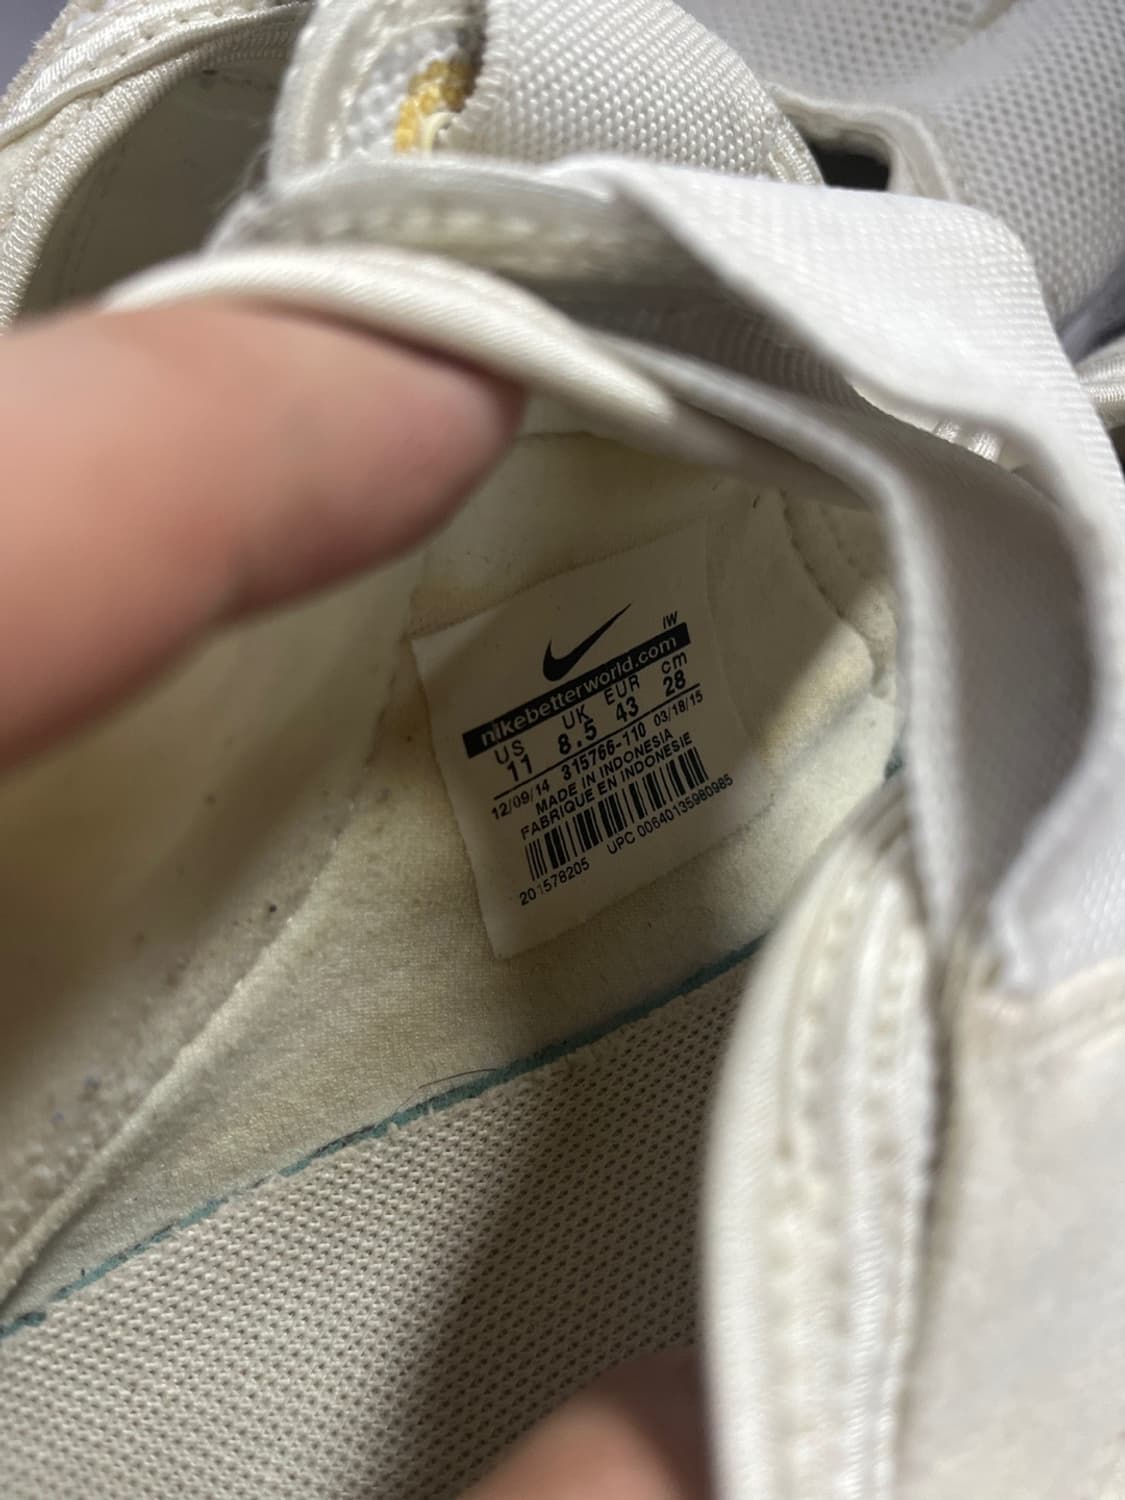 IW
nikebetterworld.com
US UK EUR cm
11 8.5 43 28
12/09/14 315766-110 03/18/15
MADE IN INDONESIA
FABRIQUE EN INDONESIE
201578205 UPC 00640135980985